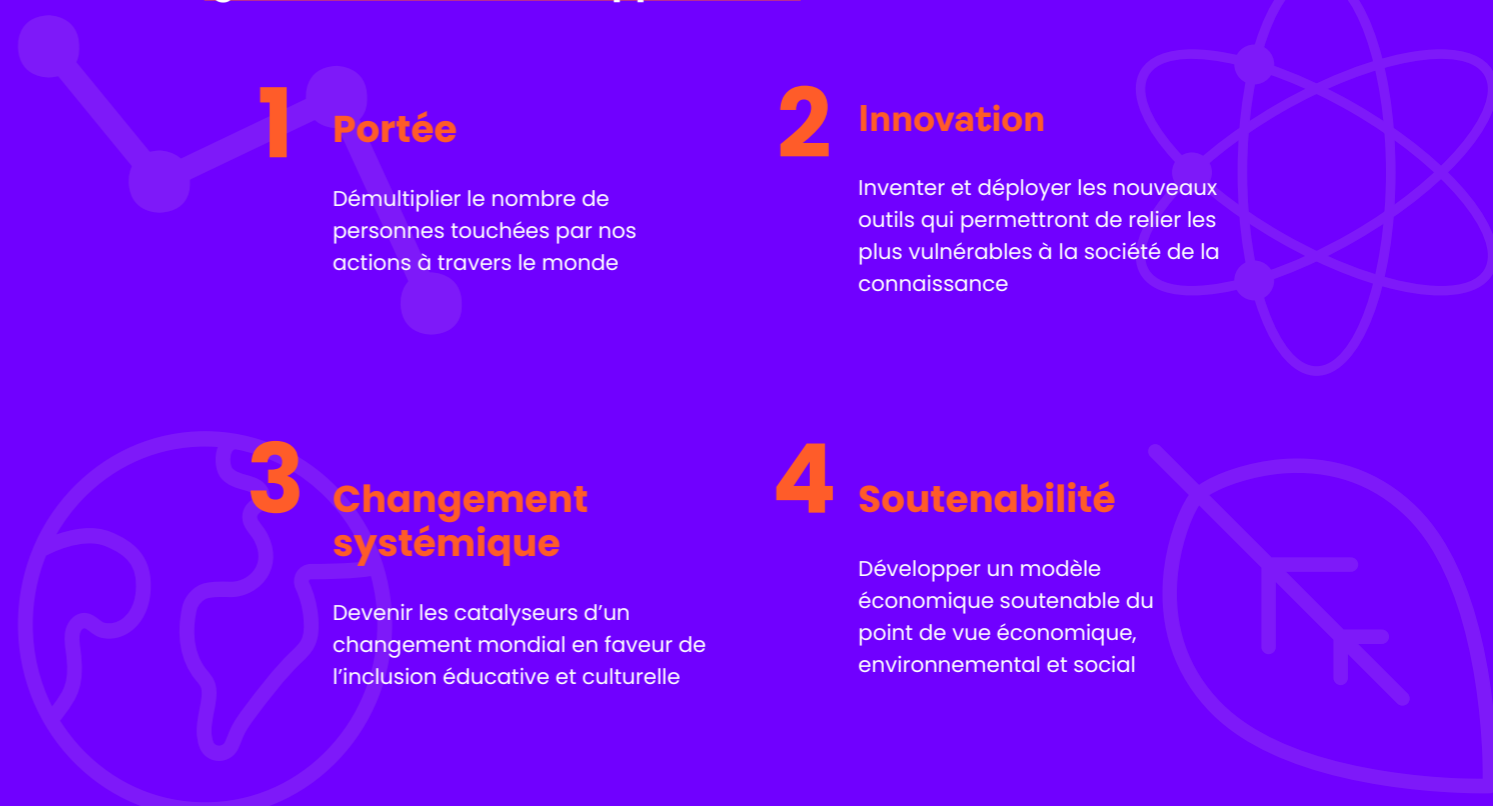 1
Portée
Démultiplier le nombre de
personnes touchées par nos
actions à travers le monde
2
Innovation
Inventer et déployer les nouveaux
outils qui permettront de relier les
plus vulnérables à la société de la
connaissance
3
Changement
systémique
Devenir les catalyseurs d’un
changement mondial en faveur de
l’inclusion éducative et culturelle
4
Soutenabilité
Développer un modèle
économique soutenable du
point de vue économique,
environnemental et social